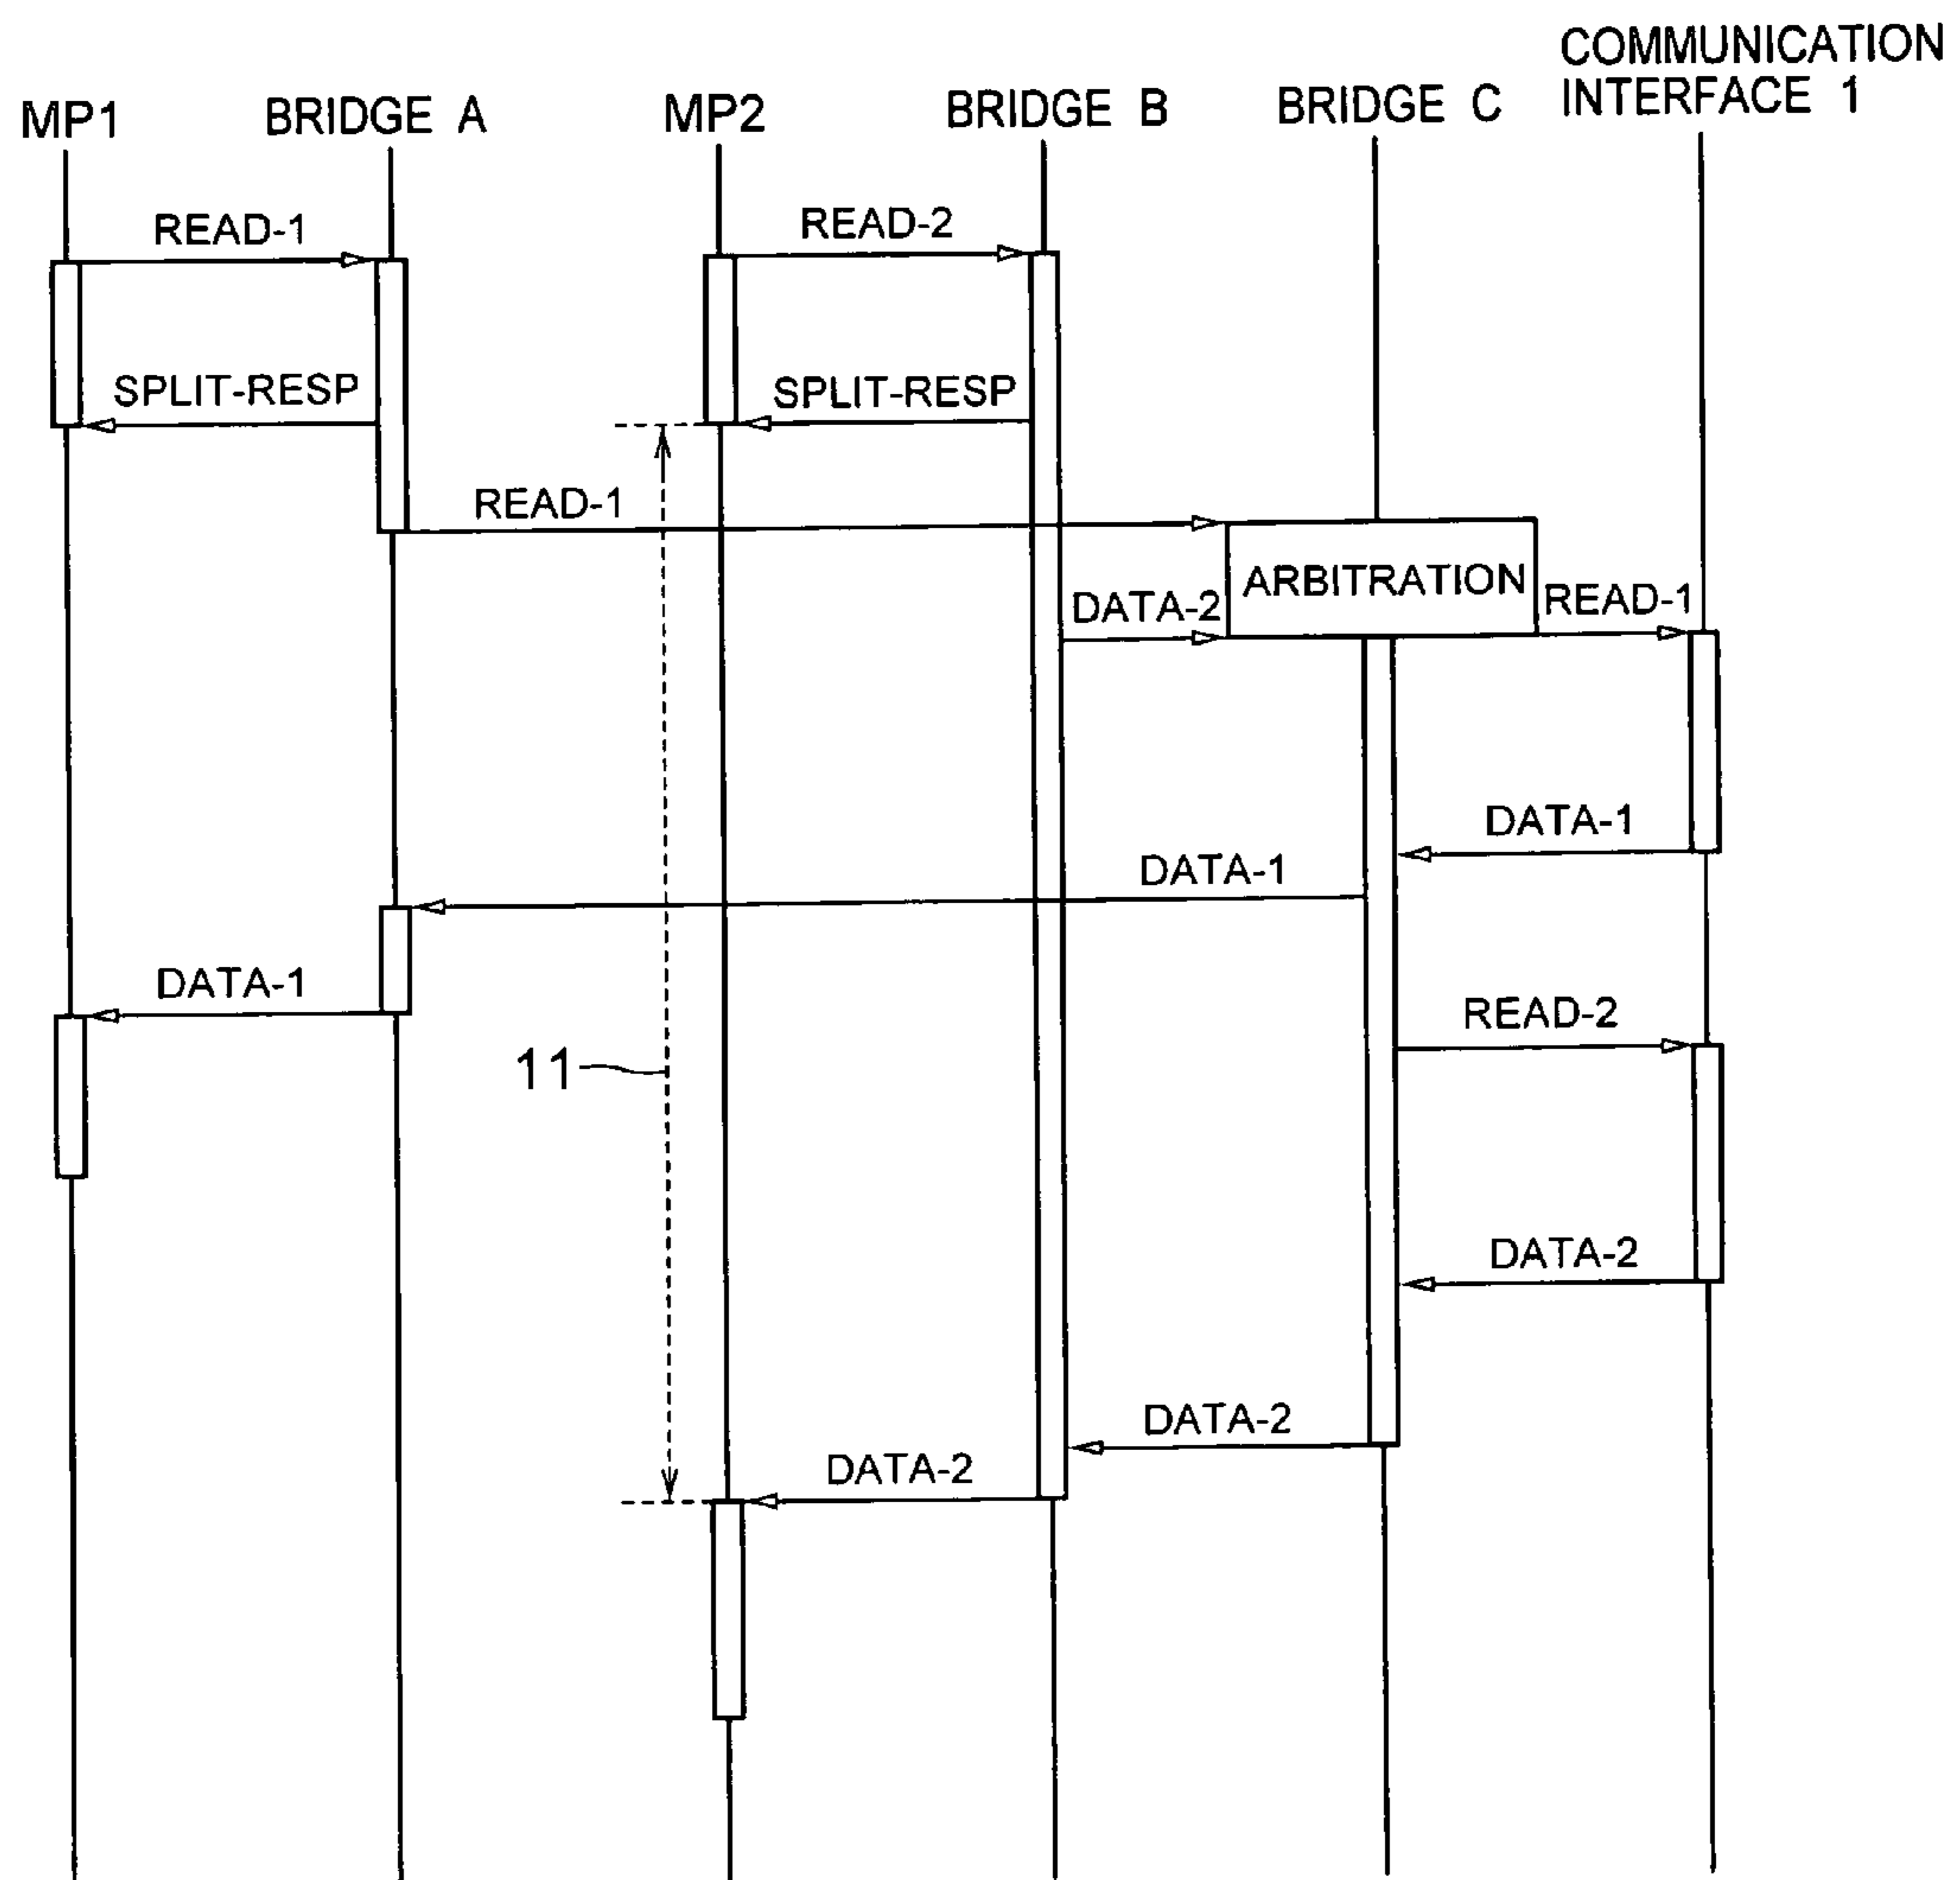 COMMUNICATION
INTERFACE 1
MP1
BRIDGE A
MP2
BRIDGE B
BRIDGE C
READ-1
READ-2
SPLIT-RESP
SPLIT-RESP
READ-1
ARBITRATION
DATA-2
READ-1
DATA-1
DATA-1
DATA-1
READ-2
11
DATA-2
DATA-2
DATA-2